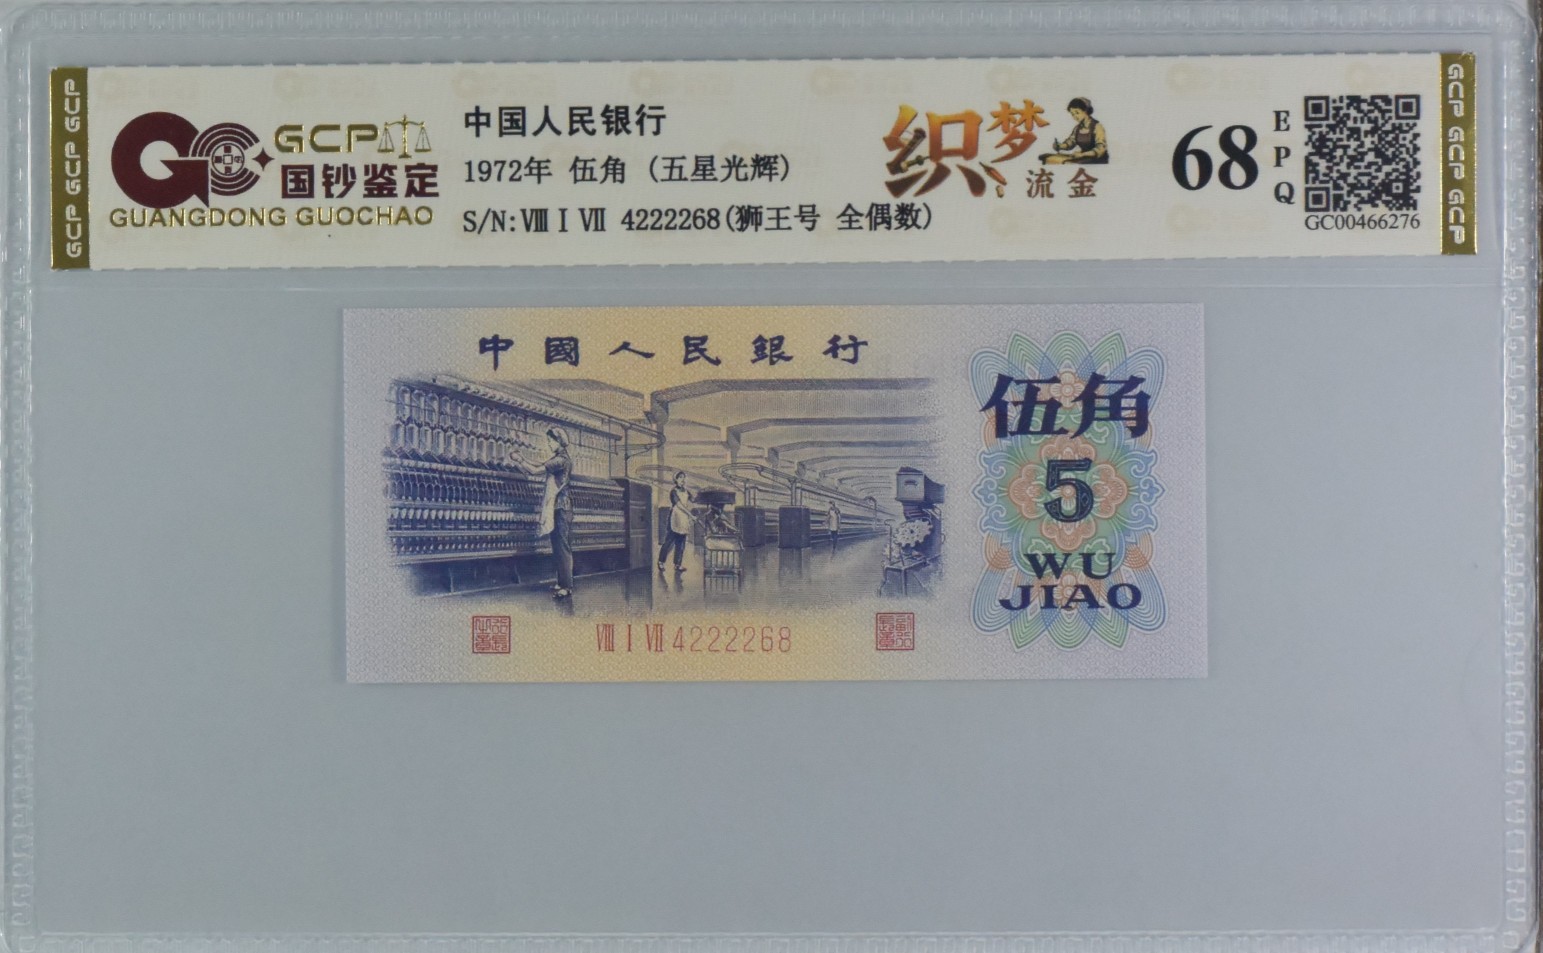 GCP
国钞鉴定
GUANGDONG GUOCHAO
中国人民银行
1972年 伍角 (五星光辉)
S/N:Ⅷ Ⅰ Ⅶ 4222268(狮王号 全偶数)
织梦
流金
68
EPQ
GC00466276
GCP GCP GCP
GCP GCP GCP
中國人民銀行
伍角
5
WU
JIAO
Ⅷ Ⅰ Ⅶ 4222268